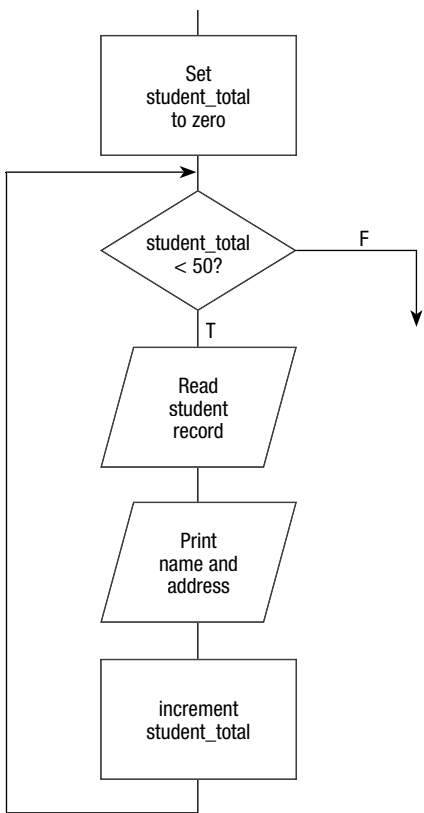 Set
student_total
to zero
student_total
< 50?
F
T
Read
student
record
Print
name and
address
increment
student_total